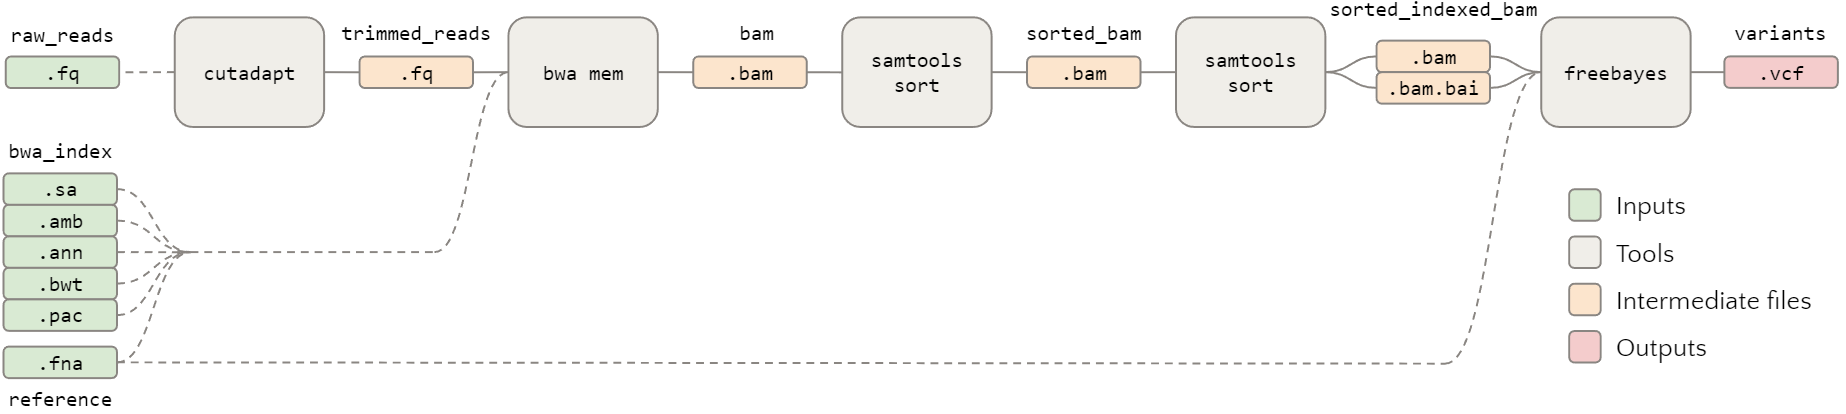 raw_reads
.fq
cutadapt
trimmed_reads
.fq
bwa mem
bam
.bam
samtools
sort
sorted_bam
.bam
samtools
sort
sorted_indexed_bam
.bam
.bam.bai
freebayes
variants
.vcf
bwa_index
.sa
.amb
.ann
.bwt
.pac
.fna
reference
Inputs
Tools
Intermediate files
Outputs